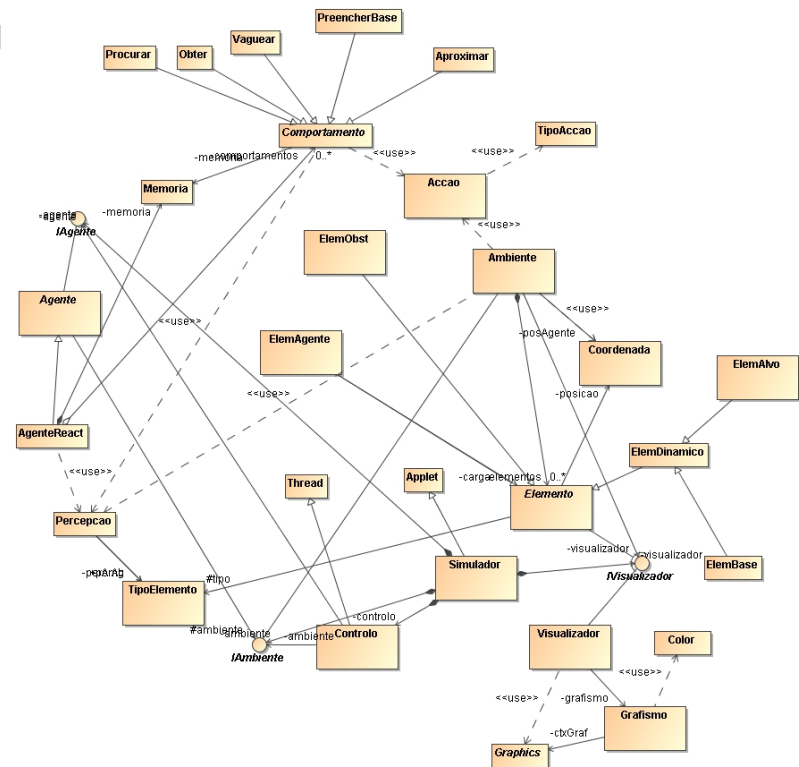 PreencherBase
Vaguear
Procurar
Obter
Aproximar
Comportamento
TipoAccao
-memoria
-comportamentos
0..*
<<use>>
<<use>>
Memoria
Accao
-memoria
-agente
IAgente
<<use>>
ElemObst
Ambiente
Agente
<<use>>
<<use>>
-posAgente
ElemAgente
Coordenada
ElemAlvo
<<use>>
-posicao
AgenteReact
ElemDinamico
<<use>>
Thread
Applet
-carga
elementos
0..*
Elemento
Percepcao
-visualizador
-visualizador
Simulador
ElemBase
#tipo
IVisualizador
TipoElemento
-controlo
#ambiente
-ambiente
-ambiente
Controlo
Visualizador
Color
IAmbiente
<<use>>
<<use>>
-grafismo
Grafismo
-ctxGraf
Graphics